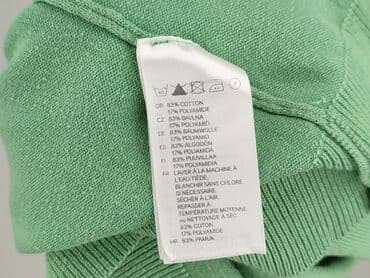 GB 83% COTTON
17% POLYAMIDE
CZ 83% BAVLNA
17% POLYAMID
DE 83% BAUMWOLLE
17% POLYAMID
ES 83% ALGODÓN
17% POLIAMIDA
FI 83% PUUVILLAA
17% POLYAMIDIA
FR LAVER À LA MACHINE À
L'EAU TIÈDE.
BLANCHIR SANS CHLORE
SI NÉCESSAIRE.
SÉCHER À L'AIR.
REPASSER À
TEMPÉRATURE MOYENNE
ou NETTOYAGE À SEC.
83% COTON
17% POLYAMIDE
HR 83% PAMUK